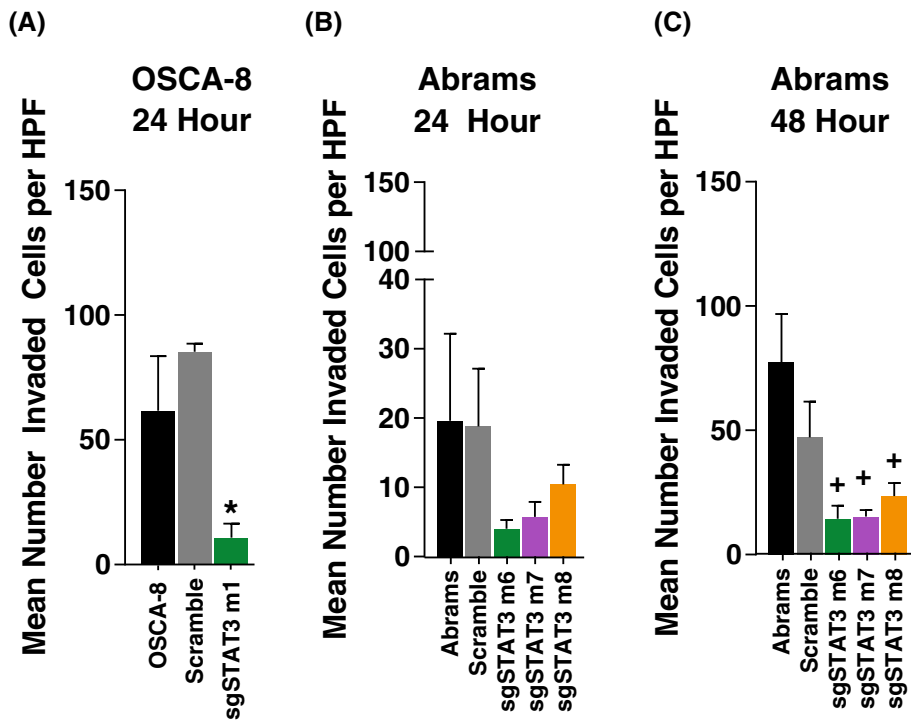 (A)
OSCA-8
24 Hour
Mean Number Invaded Cells per HPF
150
100
50
0
*
OSCA-8
Scramble
sgSTAT3 m1
(B)
Abrams
24 Hour
Mean Number Invaded Cells per HPF
150
100
40
30
20
10
0
Abrams
Scramble
sgSTAT3 m6
sgSTAT3 m7
sgSTAT3 m8
(C)
Abrams
48 Hour
Mean Number Invaded Cells per HPF
150
100
50
0
+
+
+
Abrams
Scramble
sgSTAT3 m6
sgSTAT3 m7
sgSTAT3 m8